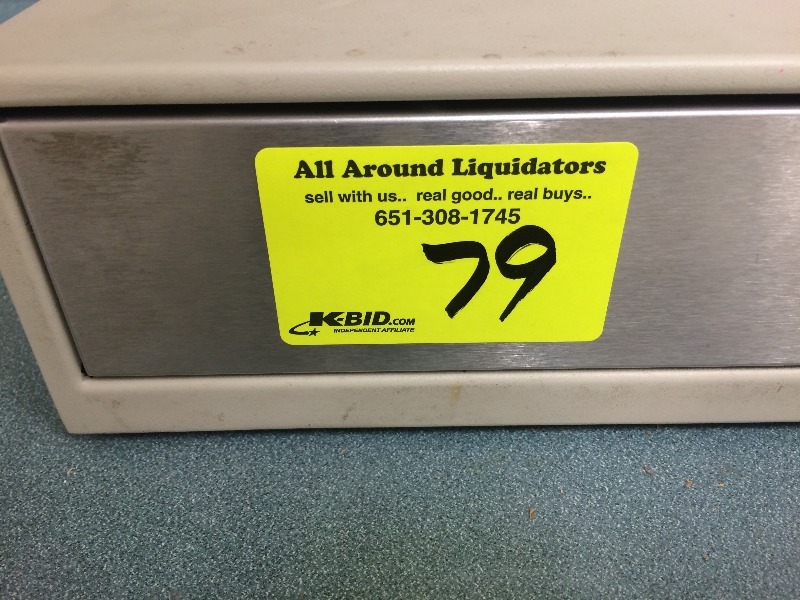 All Around Liquidators
sell with us.. real good.. real buys..
651-308-1745
79
K-BID.COM
INDEPENDENT AFFILIATE